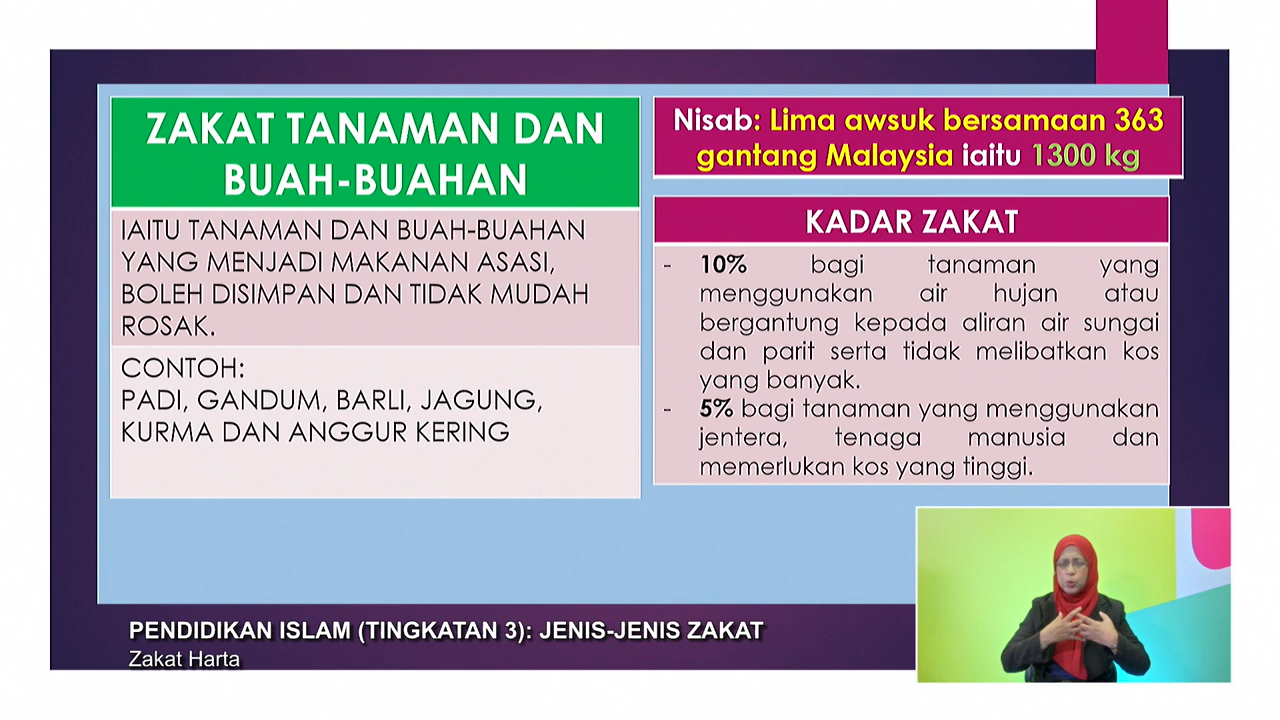 ZAKAT TANAMAN DAN
BUAH-BUAHAN
IAITU TANAMAN DAN BUAH-BUAHAN
YANG MENJADI MAKANAN ASASI,
BOLEH DISIMPAN DAN TIDAK MUDAH
ROSAK.
CONTOH:
PADI, GANDUM, BARLI, JAGUNG,
KURMA DAN ANGGUR KERING
Nisab: Lima awsuk bersamaan 363
gantang Malaysia iaitu 1300 kg
KADAR ZAKAT
- 10% bagi tanaman yang
menggunakan air hujan atau
bergantung kepada aliran air sungai
dan parit serta tidak melibatkan kos
yang banyak.
- 5% bagi tanaman yang menggunakan
jentera, tenaga manusia dan
memerlukan kos yang tinggi.
PENDIDIKAN ISLAM (TINGKATAN 3): JENIS-JENIS ZAKAT
Zakat Harta